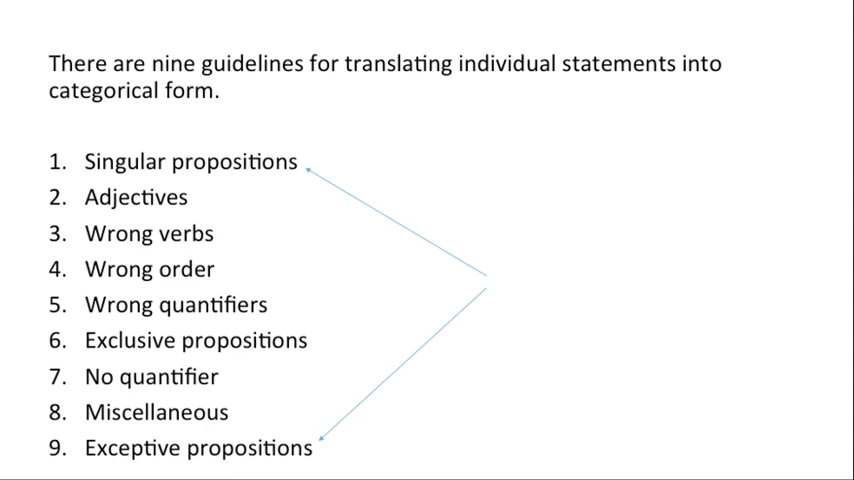 There are nine guidelines for translating individual statements into
categorical form.
1. Singular propositions
2. Adjectives
3. Wrong verbs
4. Wrong order
5. Wrong quantifiers
6. Exclusive propositions
7. No quantifier
8. Miscellaneous
9. Exceptive propositions